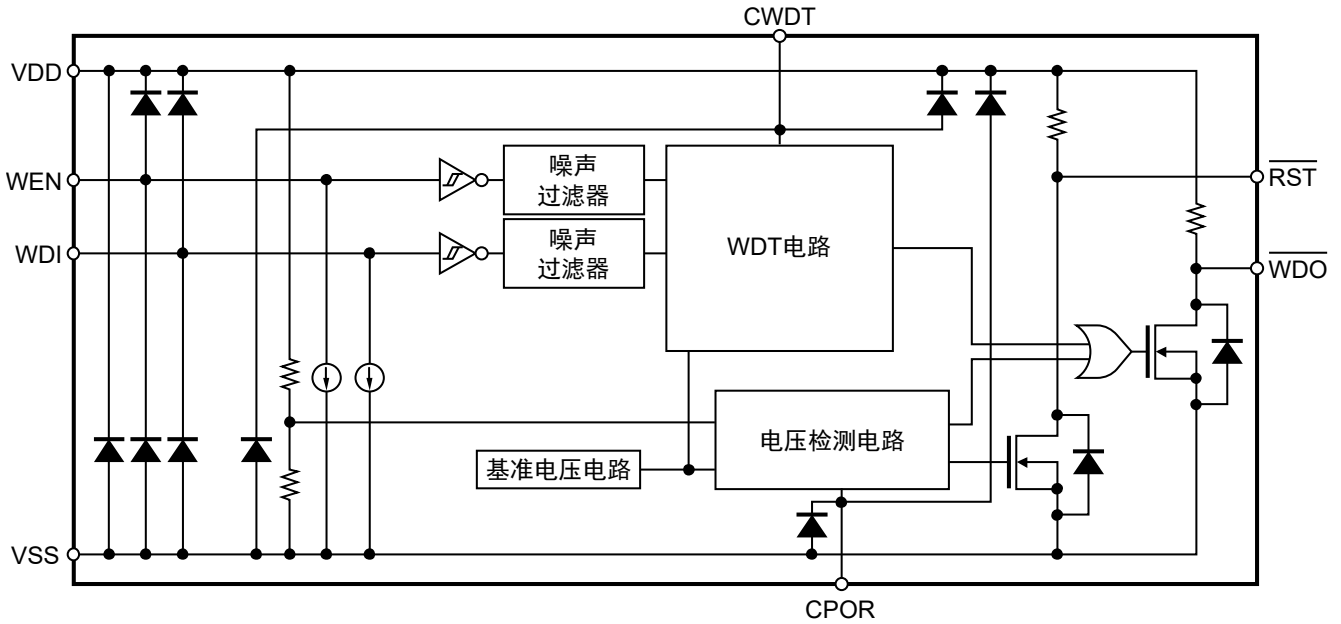 CWDT
VDD
WEN
噪声
过滤器
WDI
噪声
过滤器
WDT电路
RST
WDO
电压检测电路
基准电压电路
VSS
CPOR